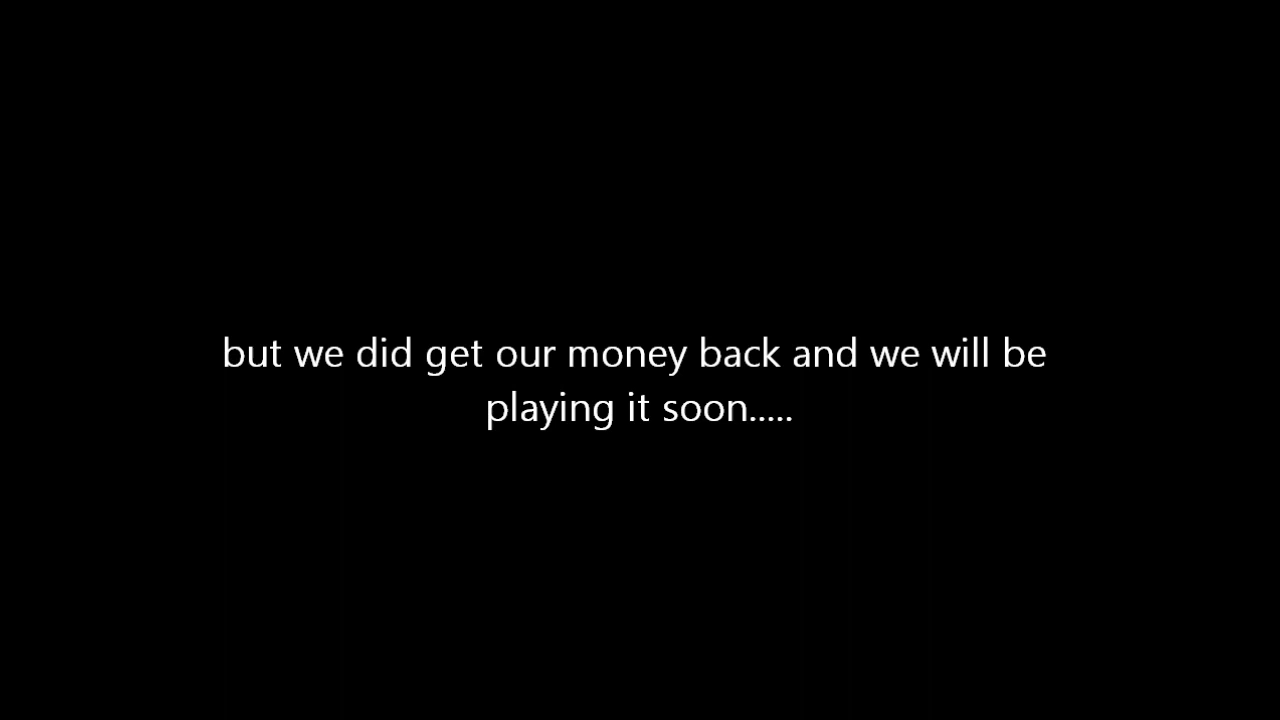 but we did get our money back and we will be
playing it soon.....